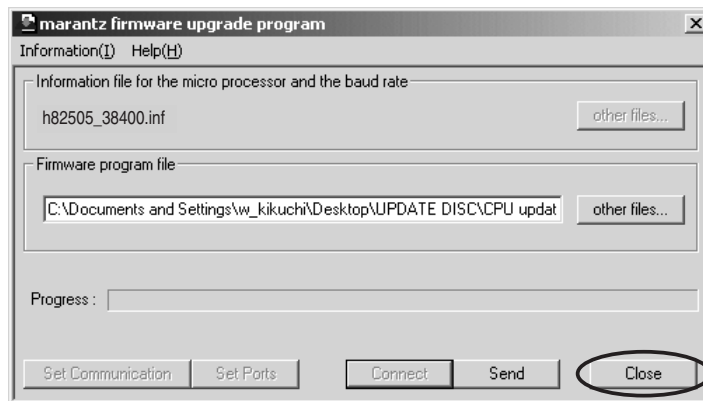 marantz firmware upgrade program
Information(I) Help(H)
Information file for the micro processor and the baud rate
h82505_38400.inf
other files...
Firmware program file
C:\Documents and Settings\w_kikuchi\Desktop\UPDATE DISC\CPU updat
other files...
Progress :
Set Communication Set Ports Connect Send Close